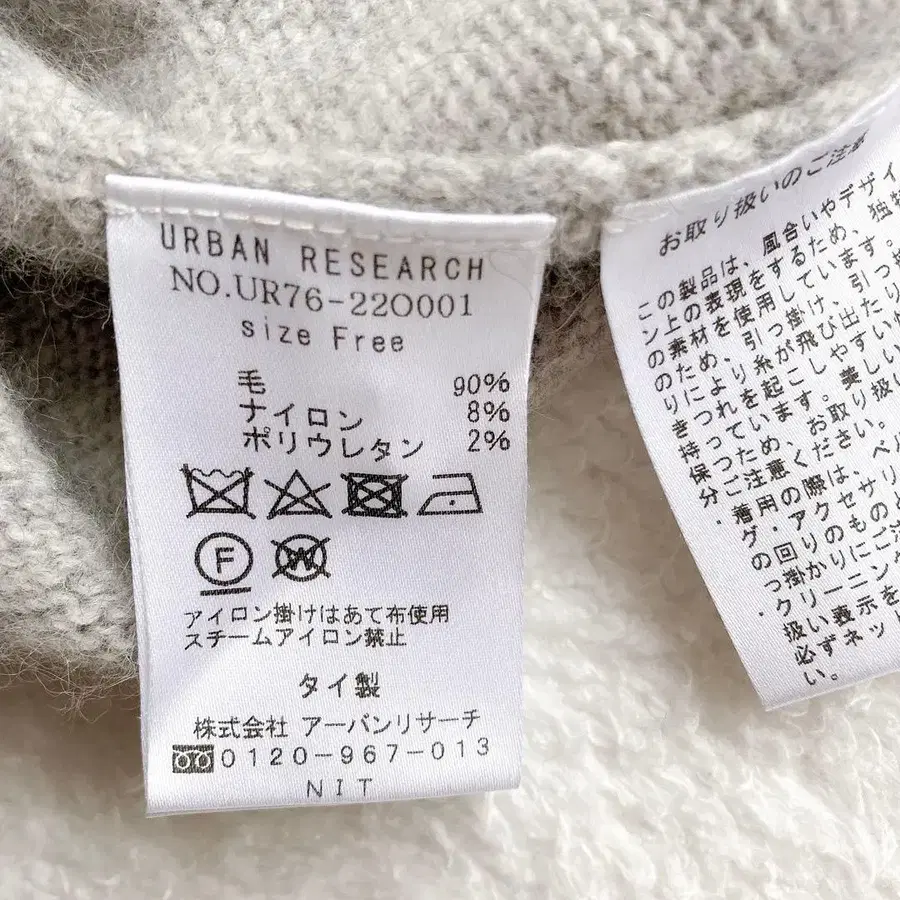 URBAN RESEARCH
NO.UR76-220001
size Free
毛 90%
ナイロン 8%
ポリウレタン 2%
F
W
アイロン掛けはあて布使用
スチームアイロン禁止
タイ製
株式会社 アーバンリサーチ
0120-967-013
NIT
お取り扱いのご注意
この製品は、風合いやデザイ
ン上の表現をするため、独
の素材を使用しています。
のため、引っ掛け、引っ
りにより糸が飛び出たり
きつれを起こしやすい
持っています。美しい
保つため、お取り扱い
分ご注意ください。
・着用の際は、ベル
グ・アクセサリ
の回りのものと
っ掛かりにご注
・クリーニング
扱い表示を
必ずネット
い。